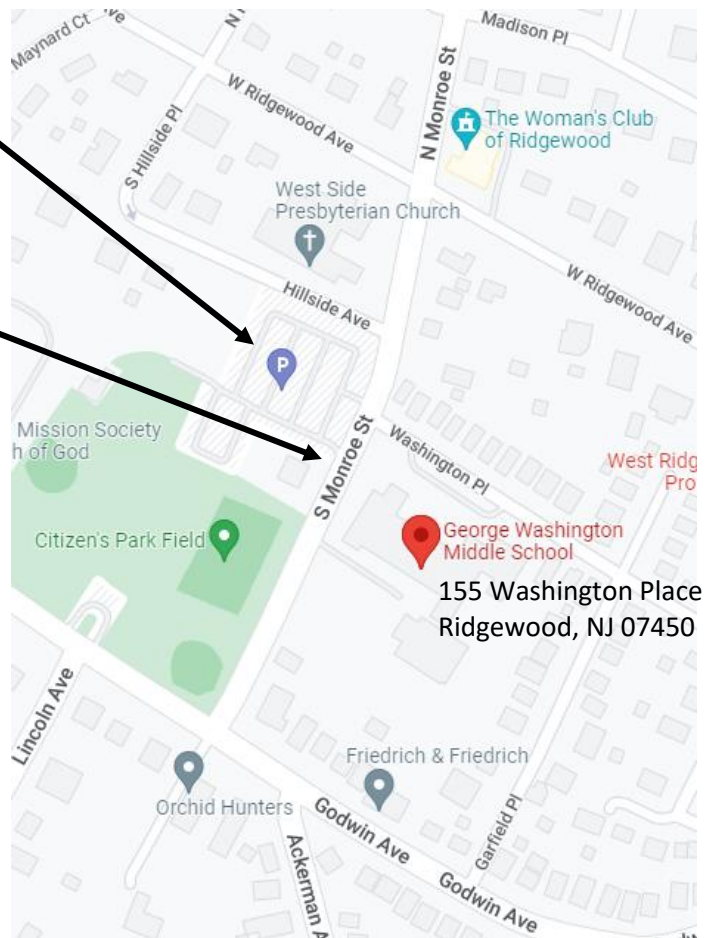 Maynard Ct
Ave
N
Madison Pl
W Ridgewood Ave
N Monroe St
The Woman's Club
of Ridgewood
S Hillside Pl
West Side
Presbyterian Church
Hillside Ave
W Ridgewood Ave
P
Mission Society
h of God
S Monroe St
Washington Pl
West Ridg
Pro
Citizen's Park Field
George Washington
Middle School
155 Washington Place
Ridgewood, NJ 07450
Lincoln Ave
Friedrich & Friedrich
Orchid Hunters
Godwin Ave
Garfield Pl
Ackerman A
Godwin Ave